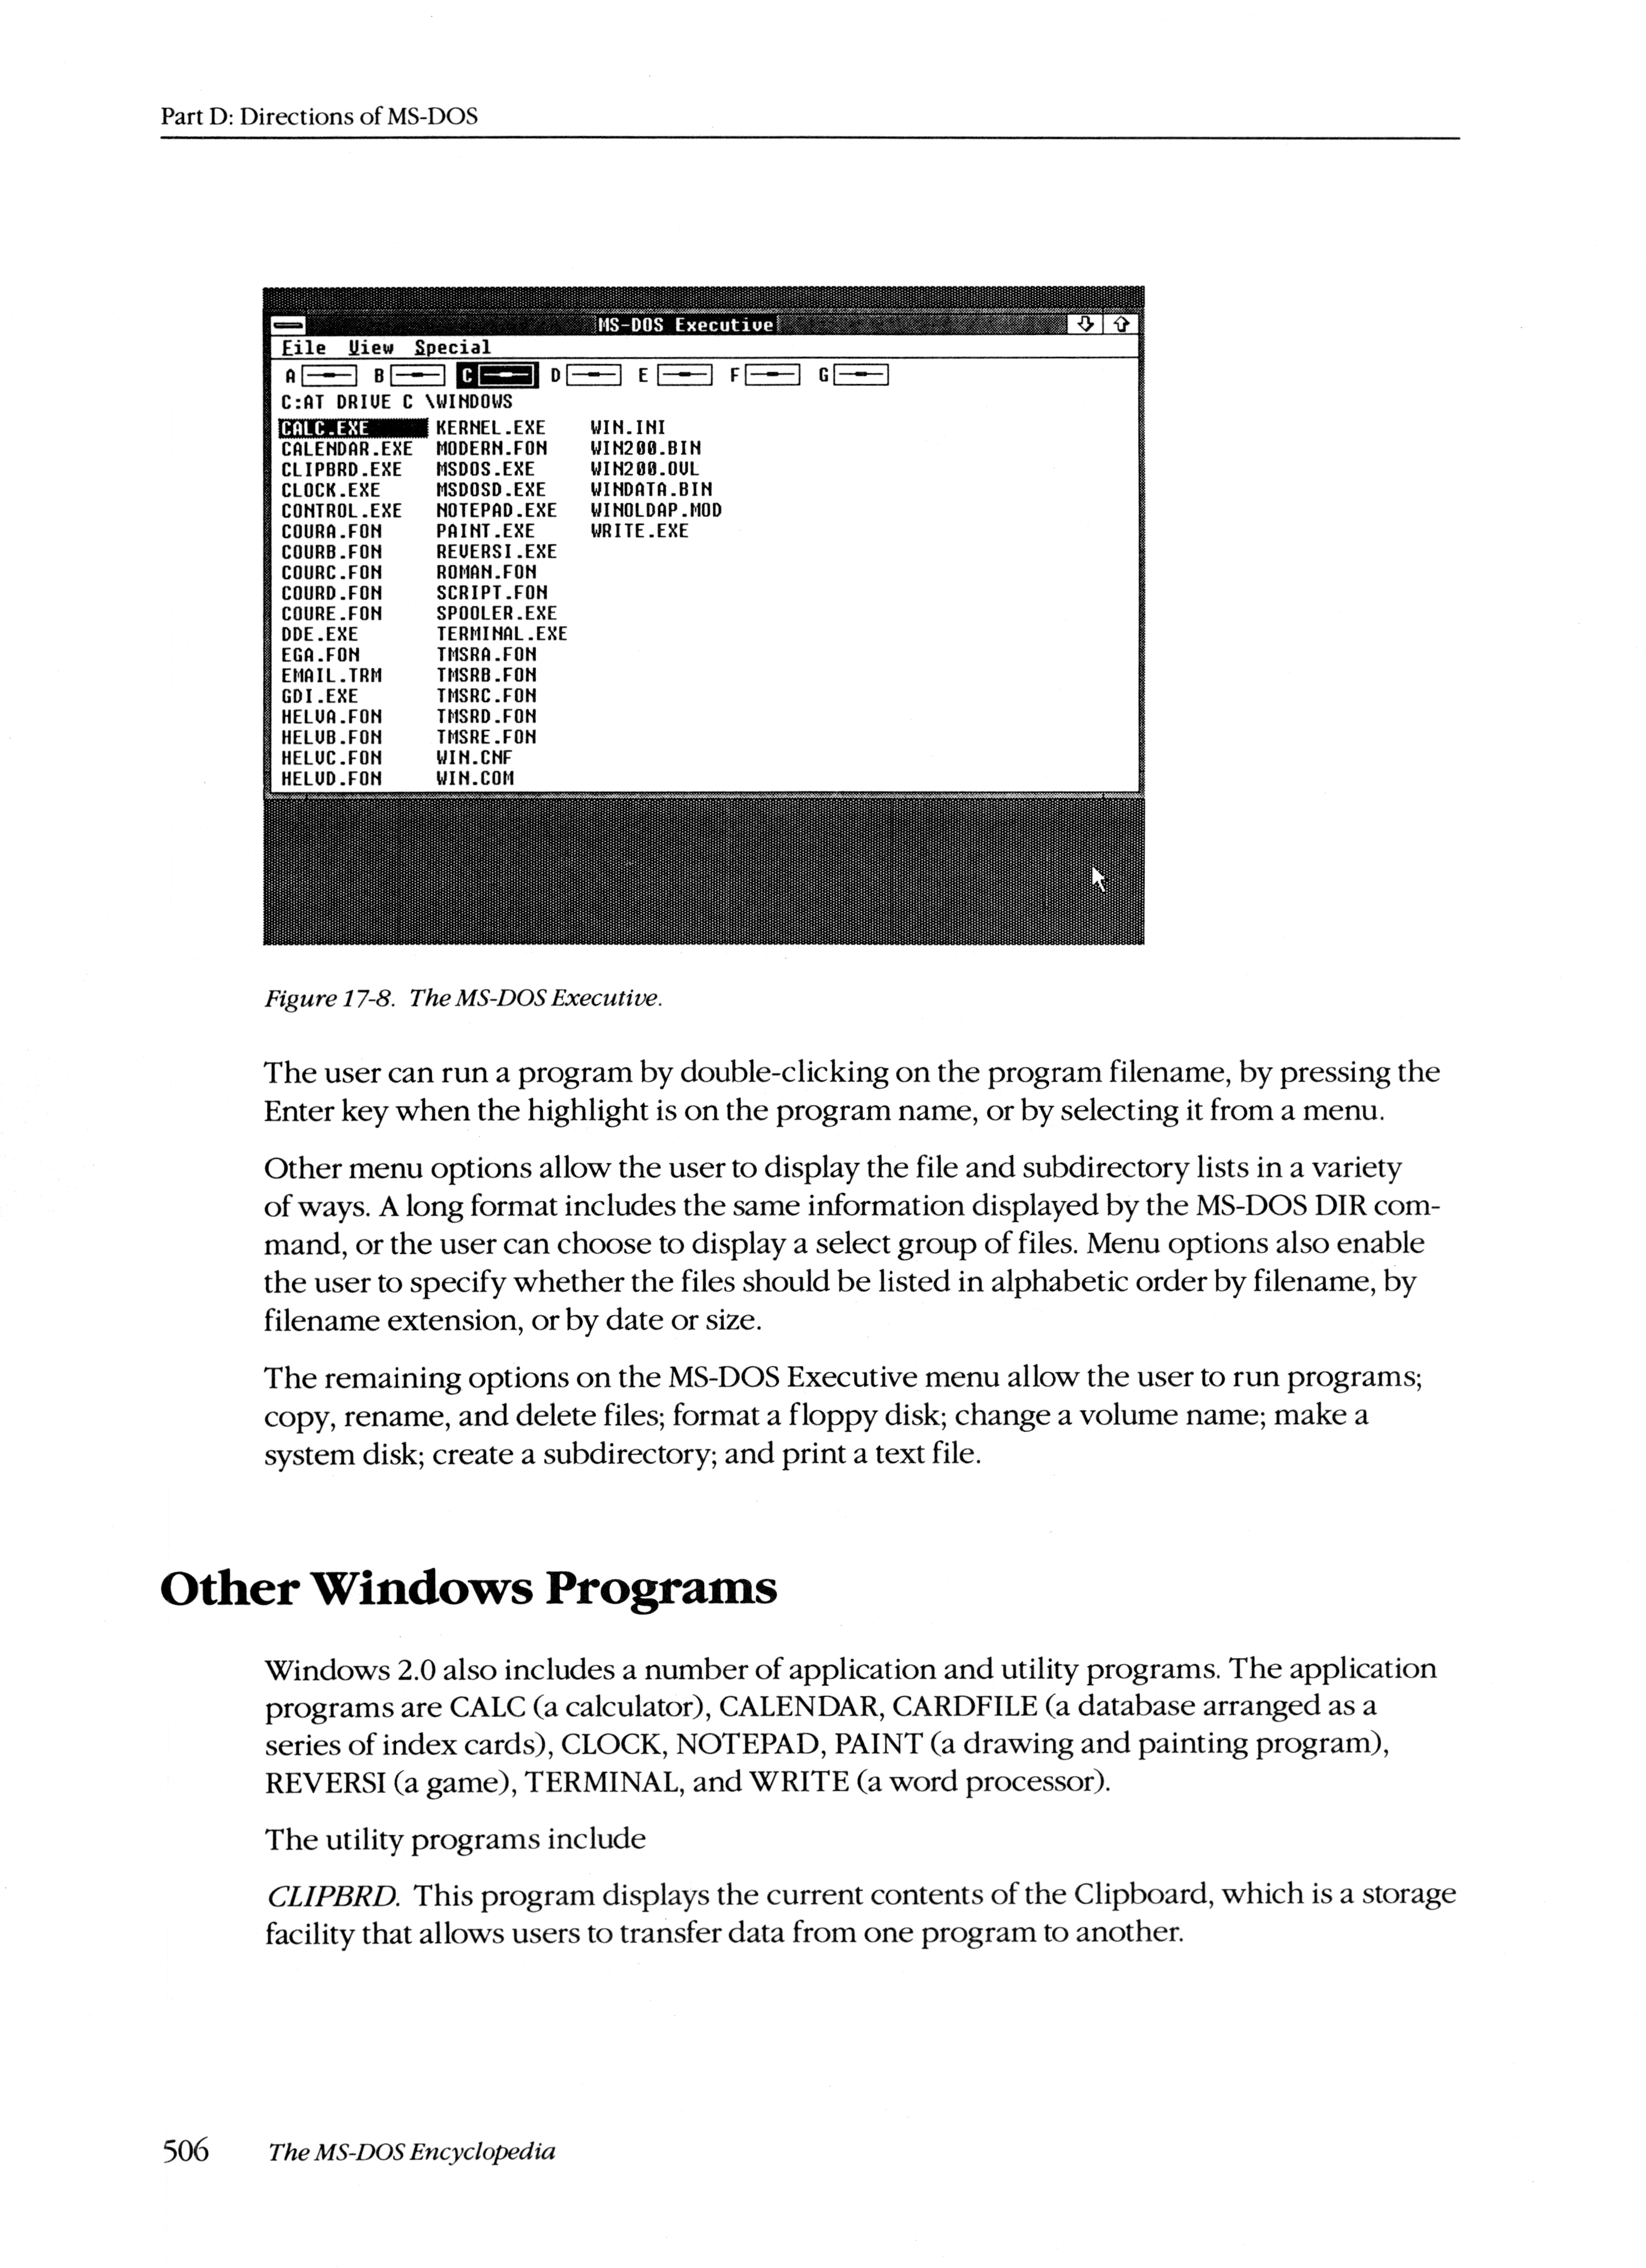 Part D: Directions of MS-DOS
MS-DOS Executive
File View Special
A B C D E F G
C:AT DRIVE C \WINDOWS
CALC.EXE KERNEL.EXE WIN.INI
CALENDAR.EXE MODERN.FON WIN200.BIN
CLIPBRD.EXE MSDOS.EXE WIN200.OVL
CLOCK.EXE MSDOSD.EXE WINDATA.BIN
CONTROL.EXE NOTEPAD.EXE WINOLDAP.MOD
COURA.FON PAINT.EXE WRITE.EXE
COURB.FON REVERSI.EXE
COURC.FON ROMAN.FON
COURD.FON SCRIPT.FON
COURE.FON SPOOLER.EXE
DDE.EXE TERMINAL.EXE
EGA.FON TMSRA.FON
EMAIL.TRM TMSRB.FON
GDI.EXE TMSRC.FON
HELVA.FON TMSRD.FON
HELVB.FON TMSRE.FON
HELVC.FON WIN.CNF
HELVD.FON WIN.COM
Figure 17-8. The MS-DOS Executive.
The user can run a program by double-clicking on the program filename, by pressing the
Enter key when the highlight is on the program name, or by selecting it from a menu.
Other menu options allow the user to display the file and subdirectory lists in a variety
of ways. A long format includes the same information displayed by the MS-DOS DIR com-
mand, or the user can choose to display a select group of files. Menu options also enable
the user to specify whether the files should be listed in alphabetic order by filename, by
filename extension, or by date or size.
The remaining options on the MS-DOS Executive menu allow the user to run programs;
copy, rename, and delete files; format a floppy disk; change a volume name; make a
system disk; create a subdirectory; and print a text file.
Other Windows Programs
Windows 2.0 also includes a number of application and utility programs. The application
programs are CALC (a calculator), CALENDAR, CARDFILE (a database arranged as a
series of index cards), CLOCK, NOTEPAD, PAINT (a drawing and painting program),
REVERSI (a game), TERMINAL, and WRITE (a word processor).
The utility programs include
CLIPBRD. This program displays the current contents of the Clipboard, which is a storage
facility that allows users to transfer data from one program to another.
506 The MS-DOS Encyclopedia